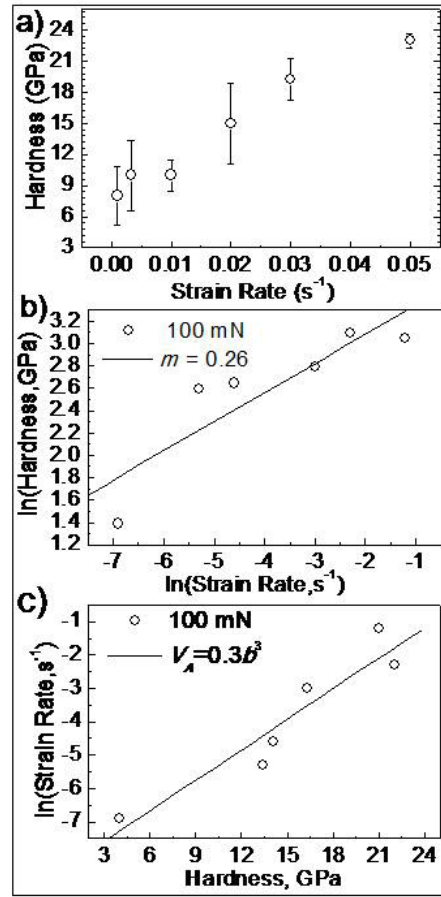 a)
Hardness (GPa)
24
21
18
15
12
9
6
3
0.00 0.01 0.02 0.03 0.04 0.05
Strain Rate (s⁻¹)
b)
ln(Hardness,GPa)
3.2
3.0
2.8
2.6
2.4
2.2
2.0
1.8
1.6
1.4
1.2
100 mN
m = 0.26
-7 -6 -5 -4 -3 -2 -1
ln(Strain Rate,s⁻¹)
c)
ln(Strain Rate,s⁻¹)
-1
-2
-3
-4
-5
-6
-7
100 mN
V_A=0.3b³
3 6 9 12 15 18 21 24
Hardness, GPa